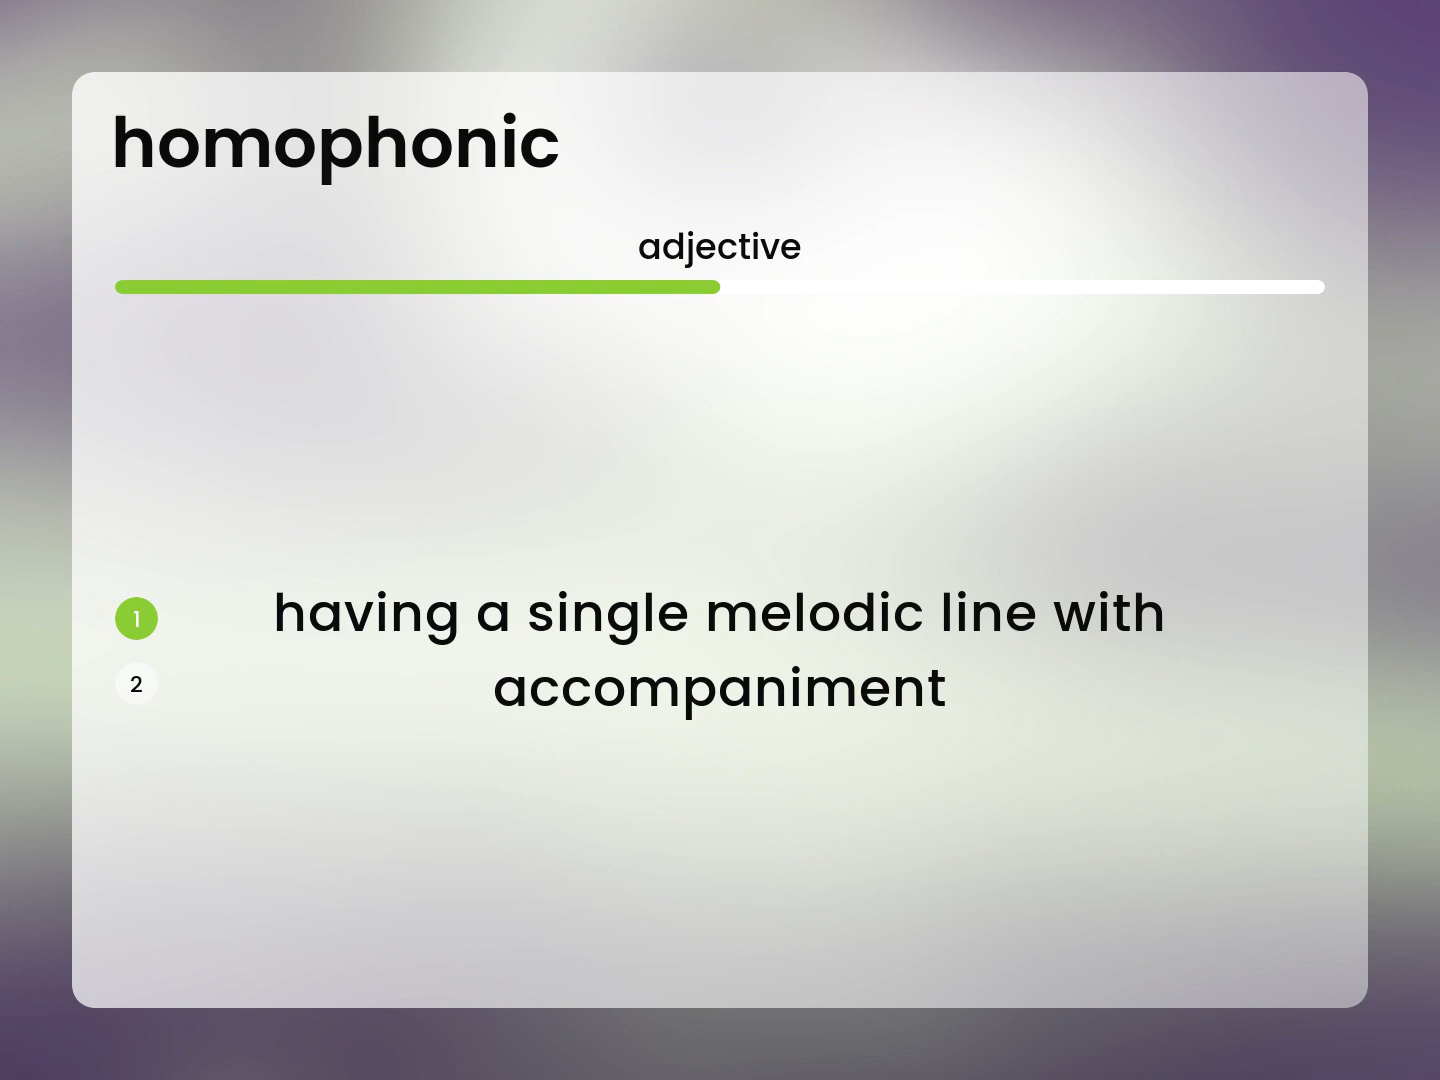 homophonic
adjective
1
having a single melodic line with
2
accompaniment